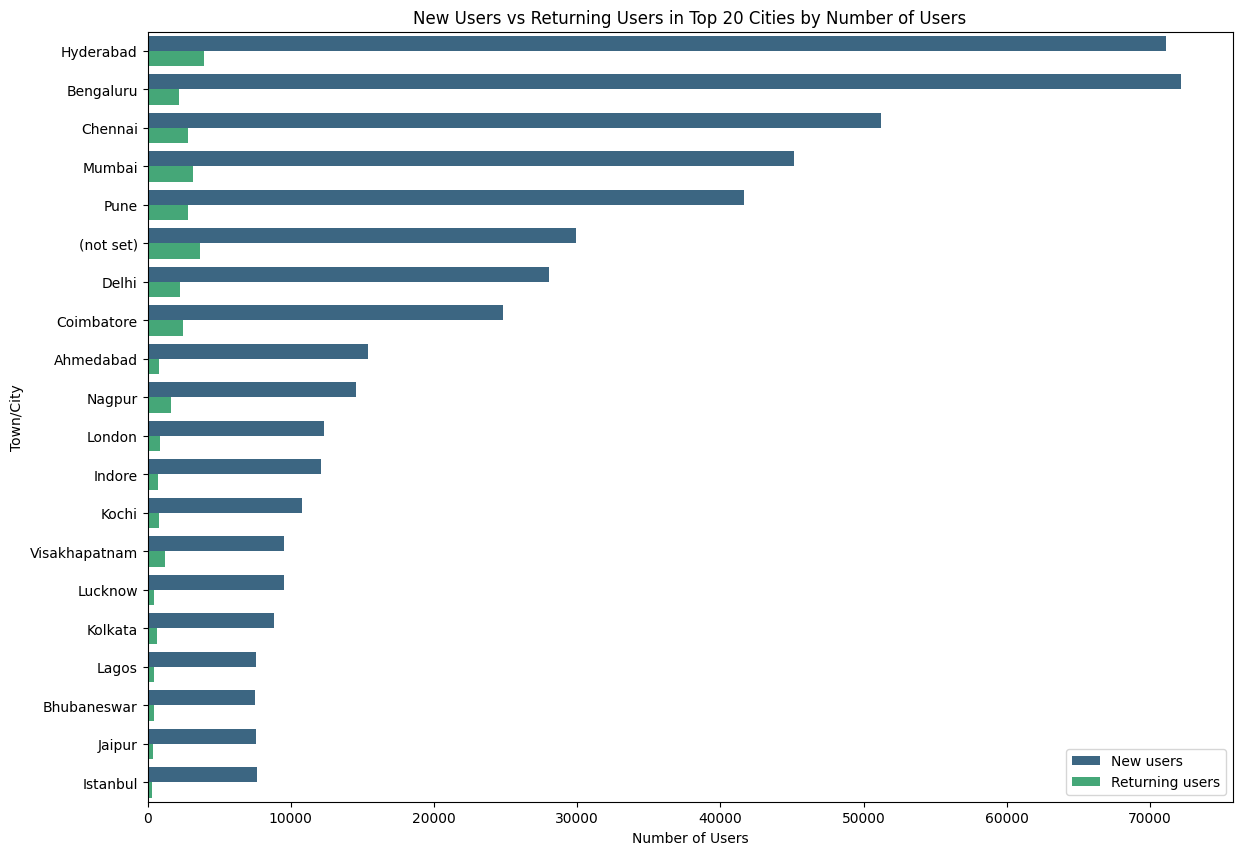 New Users vs Returning Users in Top 20 Cities by Number of Users
Town/City
Hyderabad
Bengaluru
Chennai
Mumbai
Pune
(not set)
Delhi
Coimbatore
Ahmedabad
Nagpur
London
Indore
Kochi
Visakhapatnam
Lucknow
Kolkata
Lagos
Bhubaneswar
Jaipur
Istanbul
New users
Returning users
0 10000 20000 30000 40000 50000 60000 70000
Number of Users